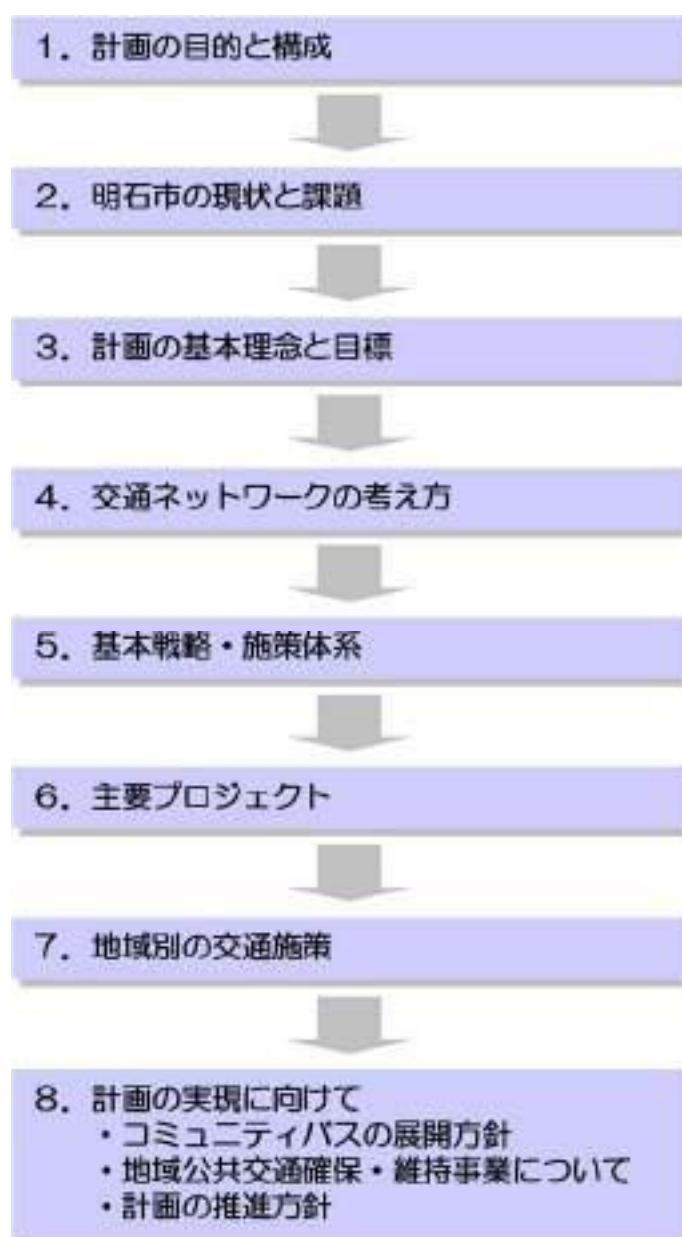 1．計画の目的と構成
2．明石市の現状と課題
3．計画の基本理念と目標
4．交通ネットワークの考え方
5．基本戦略・施策体系
6．主要プロジェクト
7．地域別の交通施策
8．計画の実現に向けて
・コミュニティバスの展開方針
・地域公共交通確保・維持事業について
・計画の推進方針